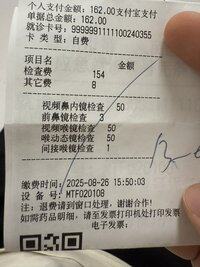 个人支付金额:162.00支付宝支付
单据总金额:162.00
就诊卡号:9999991111100240355
卡 类 型:自费
项目名 金额
检查费 154
其它费 8
视频鼻内镜检查 50
前鼻镜检查 3
视频喉镜检查 50
喉动态镜检查 50
间接喉镜检查 1
缴费时间:2025-08-26 15:50:03
设 备 号:MTF020108
注:退费请到窗口处理,谢谢合作!
如需药品明细,请至发票打印机处打印发票
电子发票: